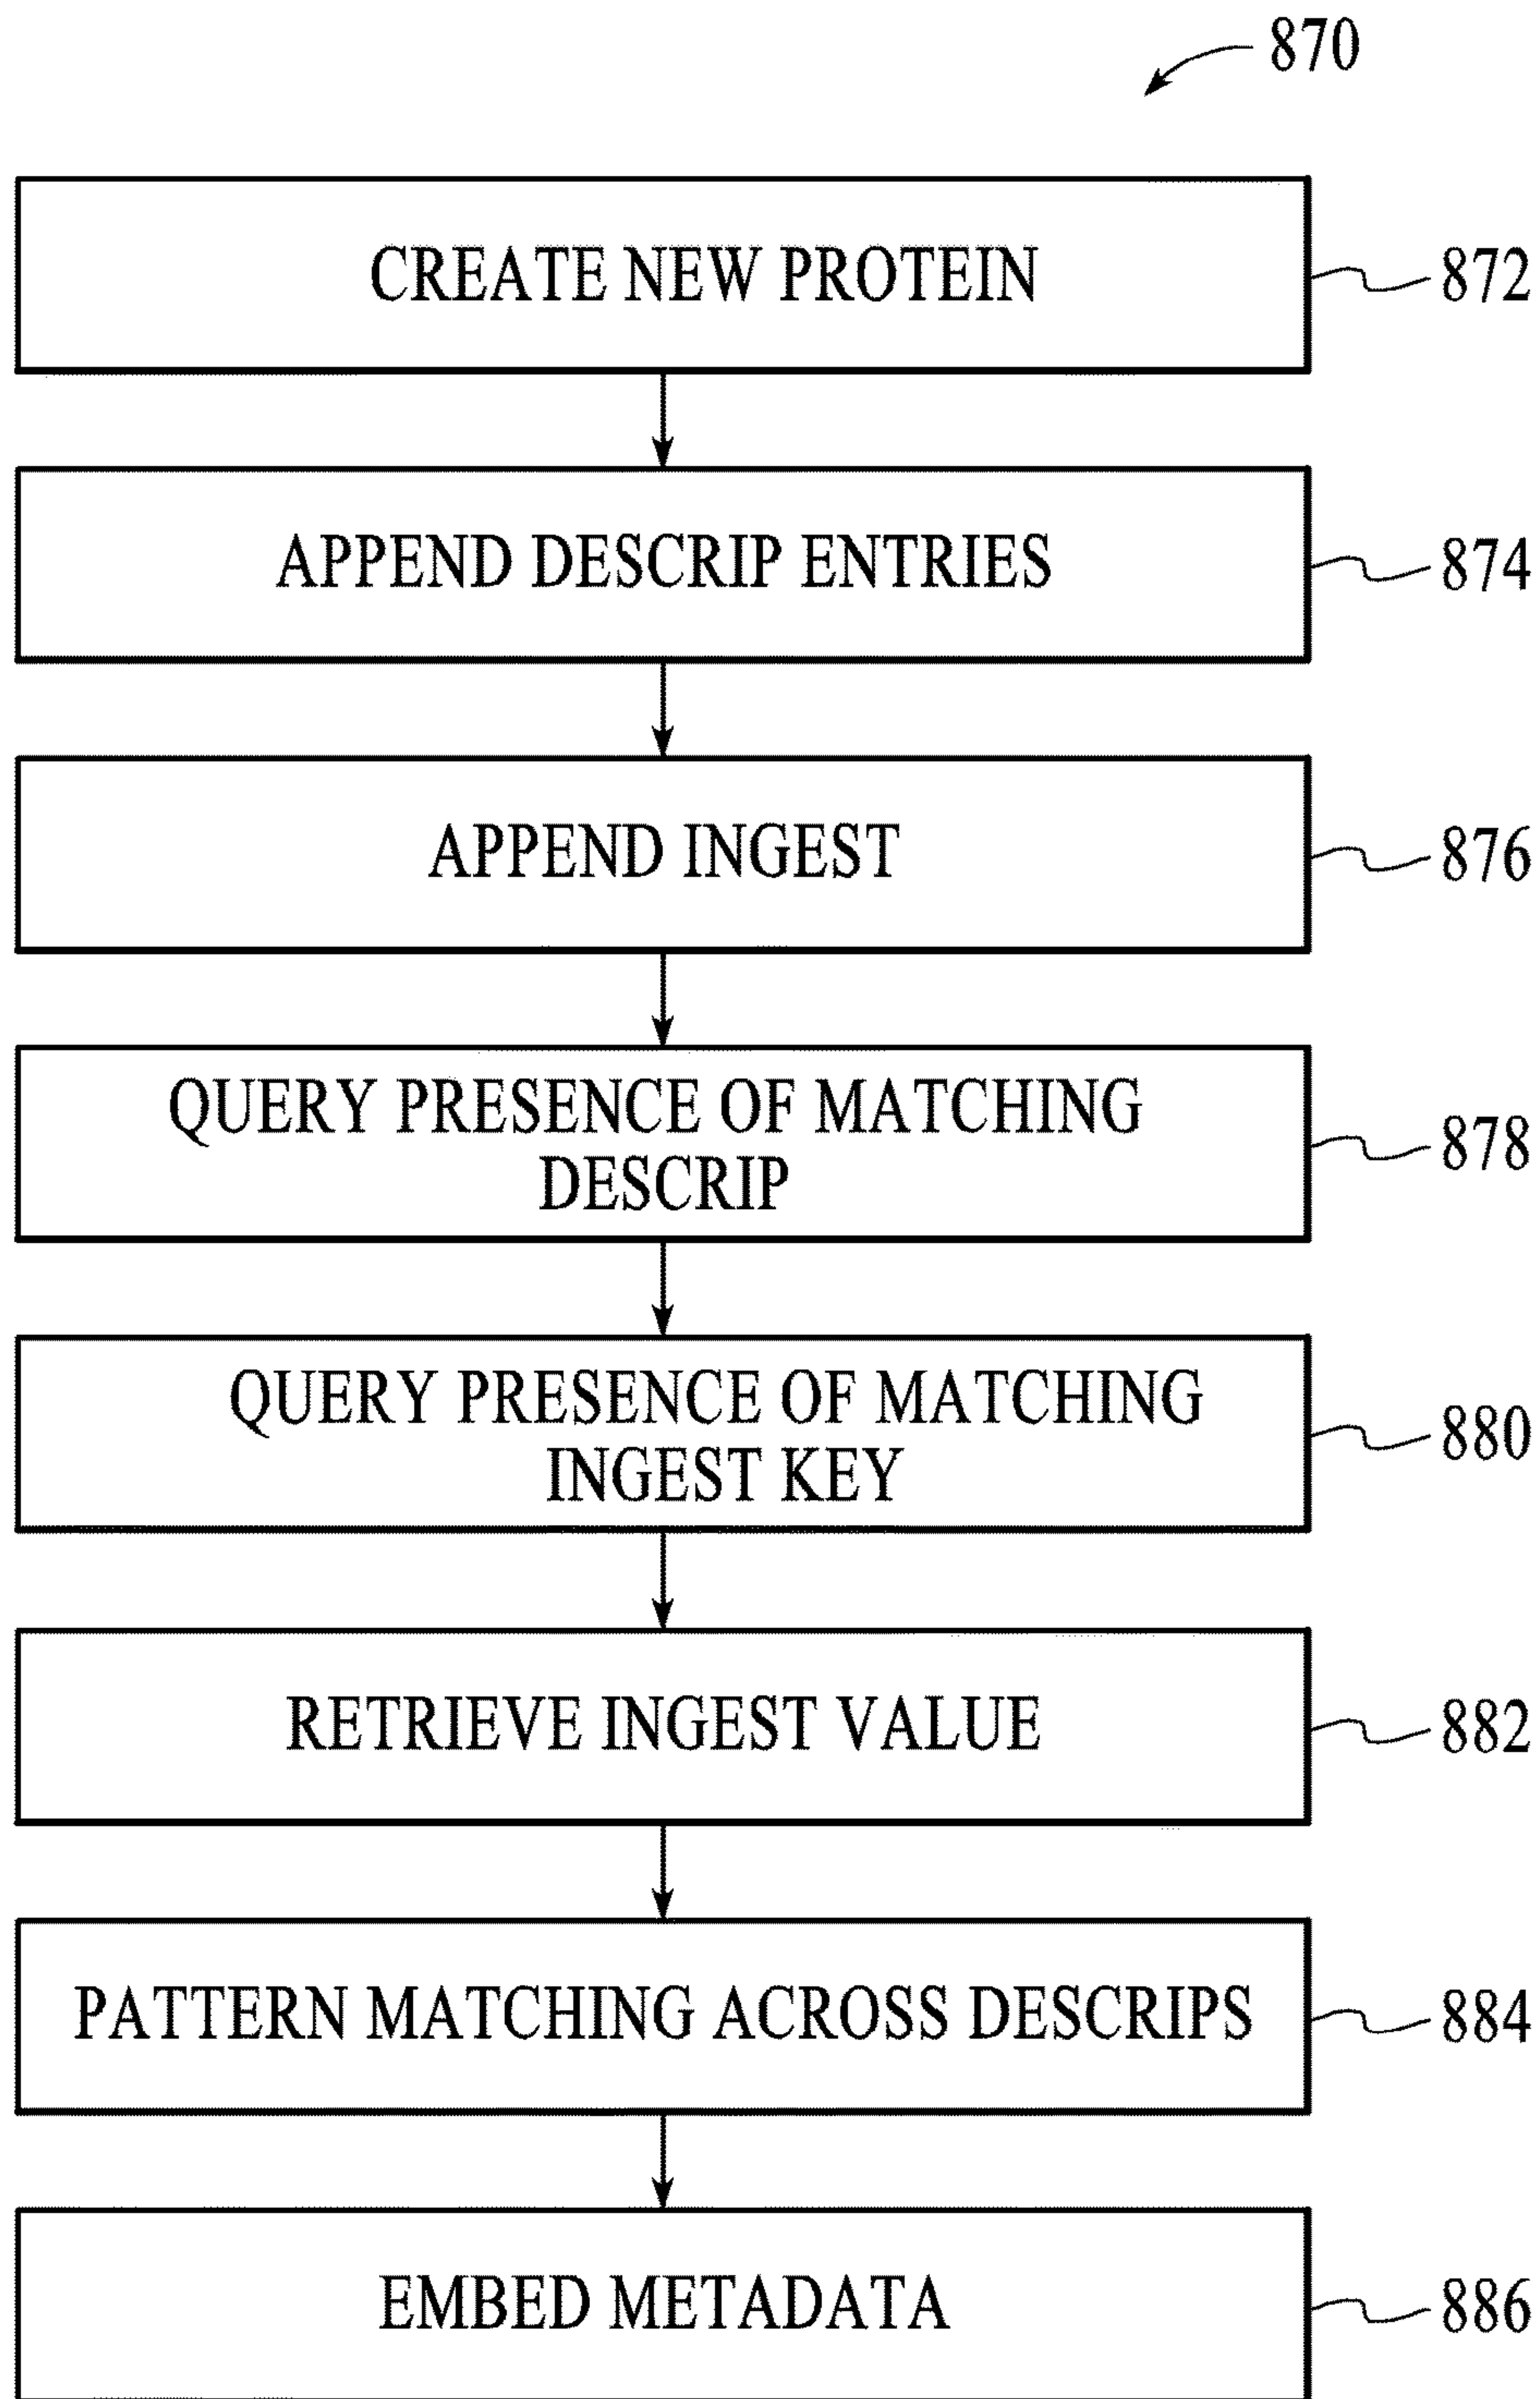 870
CREATE NEW PROTEIN
872
APPEND DESCRIP ENTRIES
874
APPEND INGEST
876
QUERY PRESENCE OF MATCHING
DESCRIP
878
QUERY PRESENCE OF MATCHING
INGEST KEY
880
RETRIEVE INGEST VALUE
882
PATTERN MATCHING ACROSS DESCRIPS
884
EMBED METADATA
886